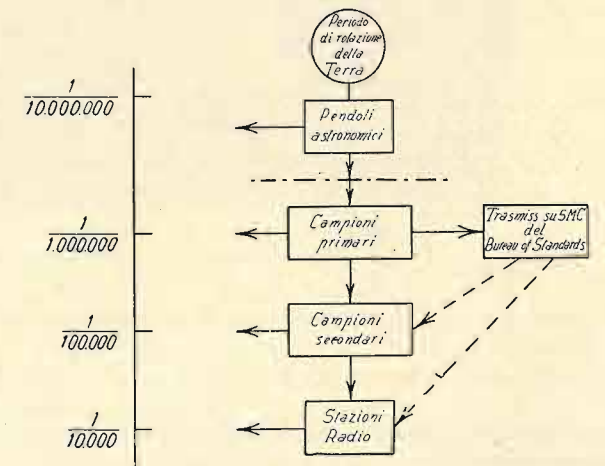 Periodo
di rotazione
della
Terra
1
10.000.000
Pendoli
astronomici
1
1.000.000
Campioni
primari
Trasmiss su 5MC
del
Bureau of Standards
1
100.000
Campioni
secondari
1
10.000
Stazioni
Radio